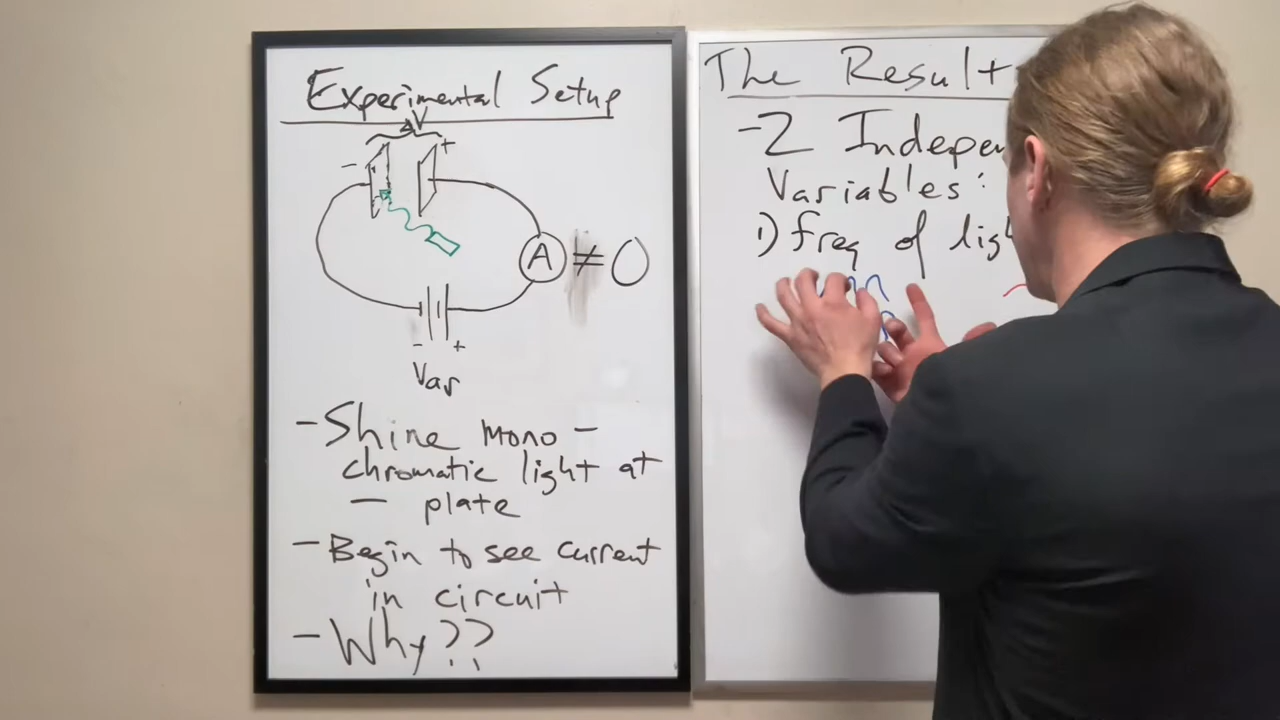 Experimental Setup
ΔV
- +
A ≠ 0
- +
Var
- Shine mono -
chromatic light at
- plate
- Begin to see current
in circuit
- Why??
The Result
- 2 Indepen
Variables:
1) freq of ligh